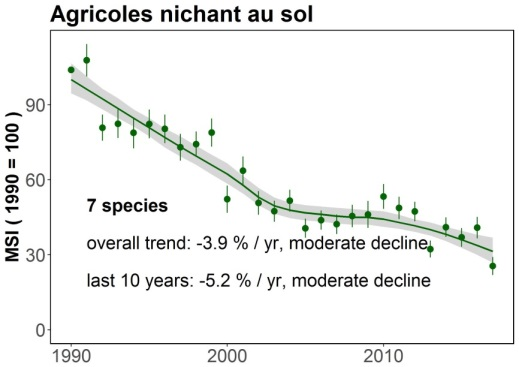 Agricoles nichant au sol
MSI ( 1990 = 100 )
90
60
30
0
7 species
overall trend: -3.9 % / yr, moderate decline
last 10 years: -5.2 % / yr, moderate decline
1990
2000
2010